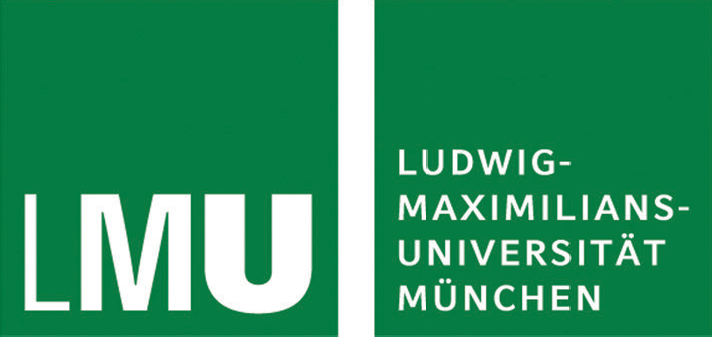 LMU
LUDWIG-
MAXIMILIANS-
UNIVERSITÄT
MÜNCHEN